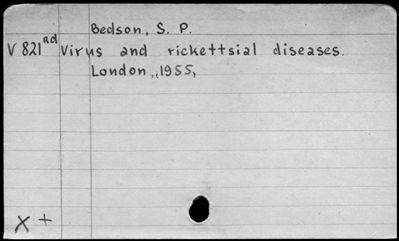 Bedson, S. P.
V 821 ad Virus and rickettsial diseases.
London,, 1955,
X +